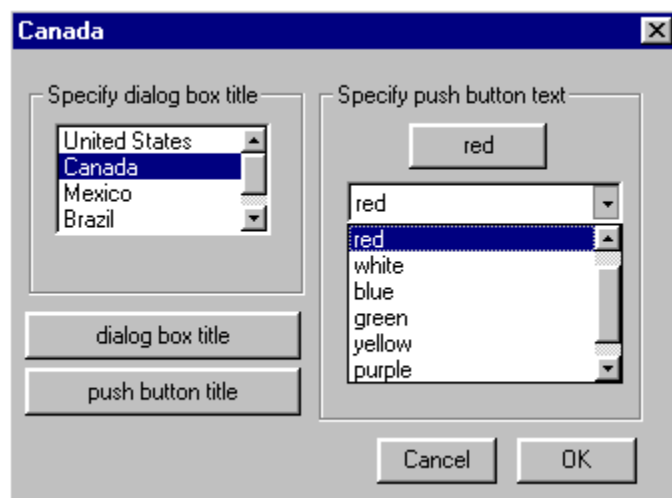 Canada
Specify dialog box title
United States
Canada
Mexico
Brazil
dialog box title
push button title
Specify push button text
red
red
red
white
blue
green
yellow
purple
Cancel
OK